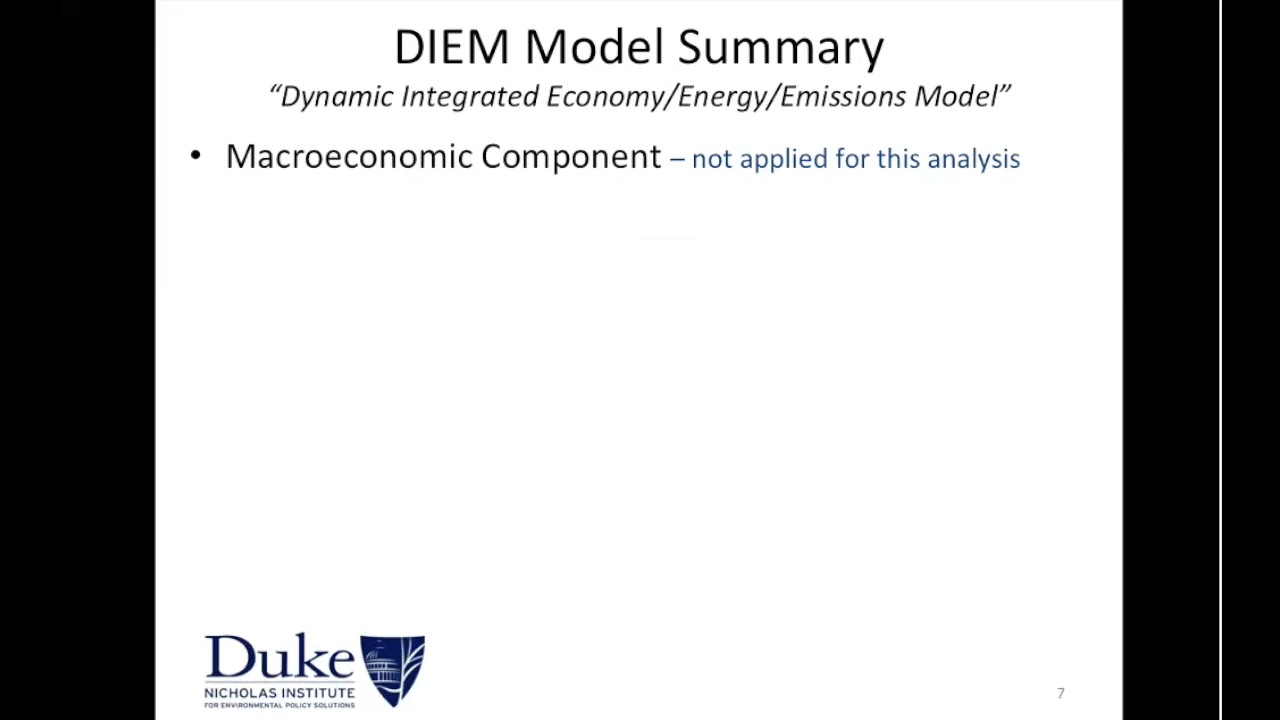 DIEM Model Summary
“Dynamic Integrated Economy/Energy/Emissions Model”
• Macroeconomic Component – not applied for this analysis
Duke
NICHOLAS INSTITUTE
FOR ENVIRONMENTAL POLICY SOLUTIONS
7